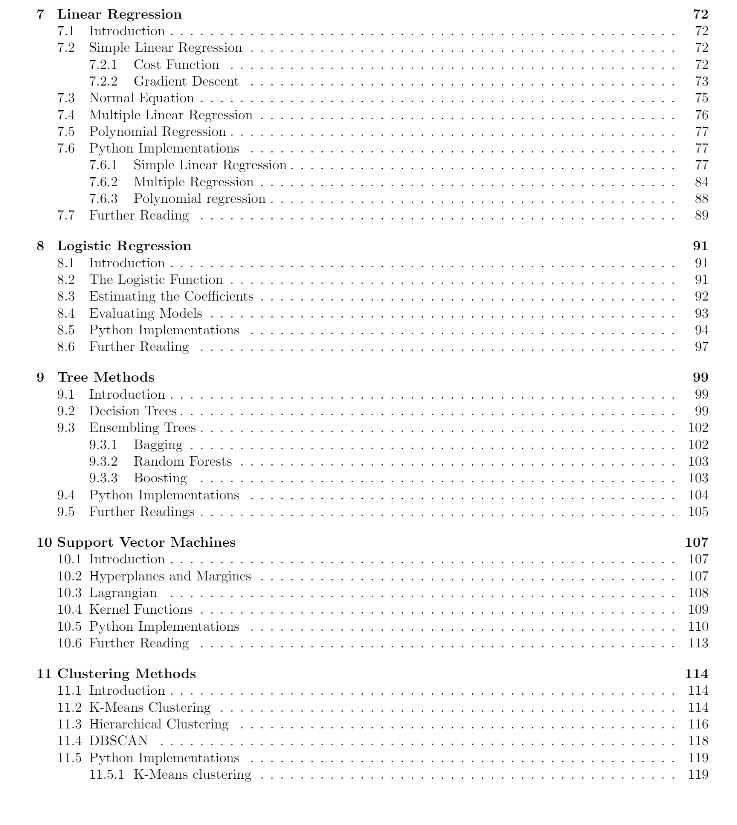 7 Linear Regression 72
7.1 Introduction . . . . . . . . . . . . . . . . . . . . 72
7.2 Simple Linear Regression . . . . . . . . . . . . . . . . . . . . 72
7.2.1 Cost Function . . . . . . . . . . . . . . . . . . . . 72
7.2.2 Gradient Descent . . . . . . . . . . . . . . . . . . . . 73
7.3 Normal Equation . . . . . . . . . . . . . . . . . . . . 75
7.4 Multiple Linear Regression . . . . . . . . . . . . . . . . . . . . 76
7.5 Polynomial Regression . . . . . . . . . . . . . . . . . . . . 77
7.6 Python Implementations . . . . . . . . . . . . . . . . . . . . 77
7.6.1 Simple Linear Regression . . . . . . . . . . . . . . . . . . . . 77
7.6.2 Multiple Regression . . . . . . . . . . . . . . . . . . . . 84
7.6.3 Polynomial regression . . . . . . . . . . . . . . . . . . . . 88
7.7 Further Reading . . . . . . . . . . . . . . . . . . . . 89
8 Logistic Regression 91
8.1 Introduction . . . . . . . . . . . . . . . . . . . . 91
8.2 The Logistic Function . . . . . . . . . . . . . . . . . . . . 91
8.3 Estimating the Coefficients . . . . . . . . . . . . . . . . . . . . 92
8.4 Evaluating Models . . . . . . . . . . . . . . . . . . . . 93
8.5 Python Implementations . . . . . . . . . . . . . . . . . . . . 94
8.6 Further Reading . . . . . . . . . . . . . . . . . . . . 97
9 Tree Methods 99
9.1 Introduction . . . . . . . . . . . . . . . . . . . . 99
9.2 Decision Trees . . . . . . . . . . . . . . . . . . . . 99
9.3 Ensembling Trees . . . . . . . . . . . . . . . . . . . . 102
9.3.1 Bagging . . . . . . . . . . . . . . . . . . . . 102
9.3.2 Random Forests . . . . . . . . . . . . . . . . . . . . 103
9.3.3 Boosting . . . . . . . . . . . . . . . . . . . . 103
9.4 Python Implementations . . . . . . . . . . . . . . . . . . . . 104
9.5 Further Readings . . . . . . . . . . . . . . . . . . . . 105
10 Support Vector Machines 107
10.1 Introduction . . . . . . . . . . . . . . . . . . . . 107
10.2 Hyperplanes and Margines . . . . . . . . . . . . . . . . . . . . 107
10.3 Lagrangian . . . . . . . . . . . . . . . . . . . . 108
10.4 Kernel Functions . . . . . . . . . . . . . . . . . . . . 109
10.5 Python Implementations . . . . . . . . . . . . . . . . . . . . 110
10.6 Further Reading . . . . . . . . . . . . . . . . . . . . 113
11 Clustering Methods 114
11.1 Introduction . . . . . . . . . . . . . . . . . . . . 114
11.2 K-Means Clustering . . . . . . . . . . . . . . . . . . . . 114
11.3 Hierarchical Clustering . . . . . . . . . . . . . . . . . . . . 116
11.4 DBSCAN . . . . . . . . . . . . . . . . . . . . 118
11.5 Python Implementations . . . . . . . . . . . . . . . . . . . . 119
11.5.1 K-Means clustering . . . . . . . . . . . . . . . . . . . . 119